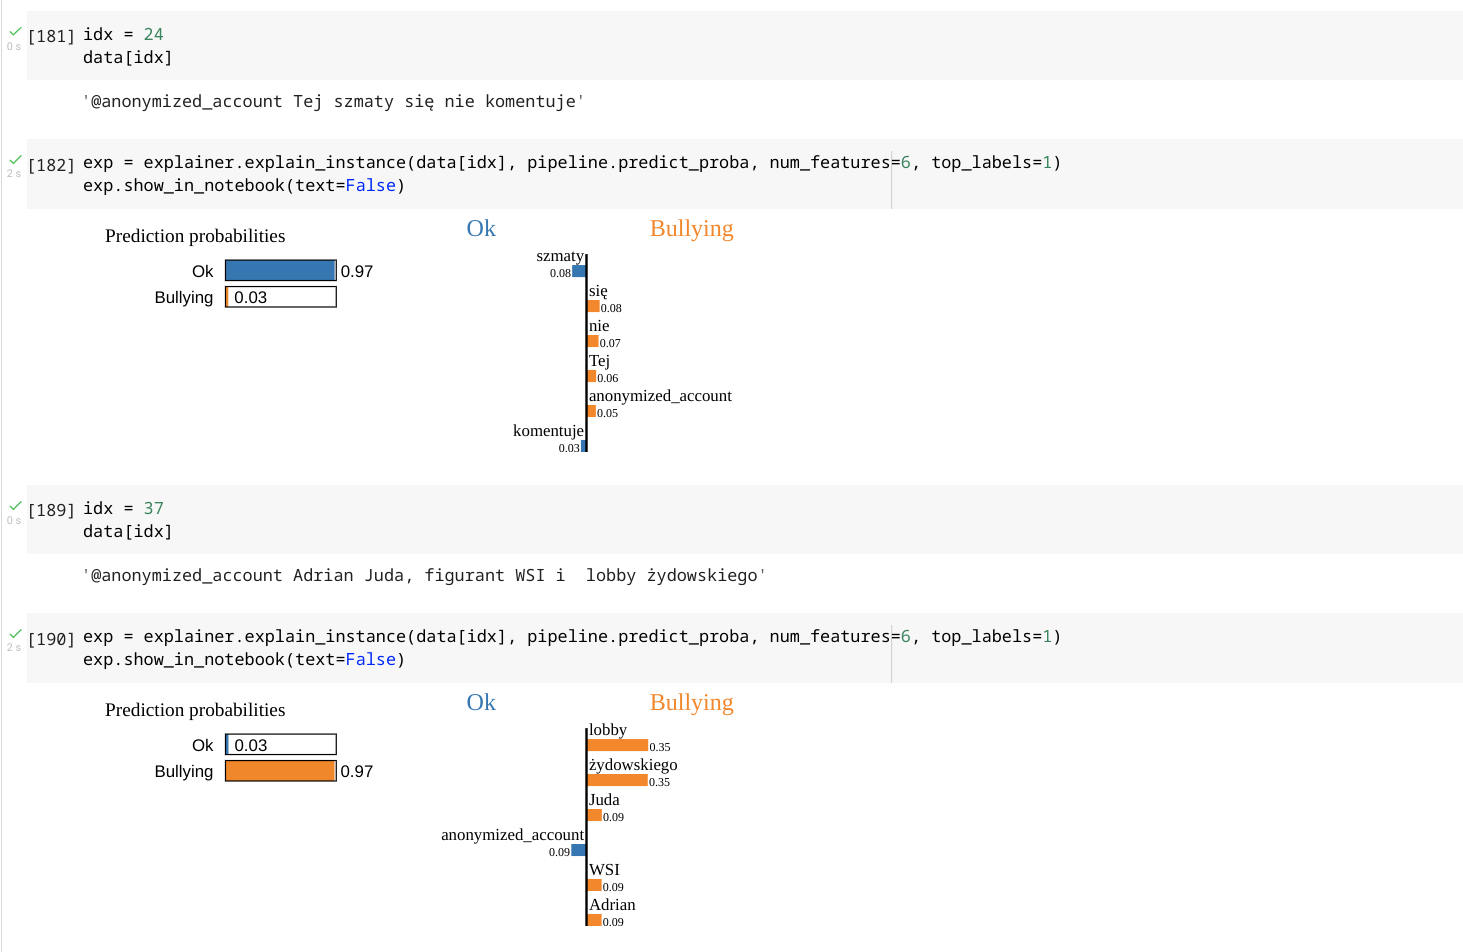 [181] idx = 24
0 s
data[idx]
'@anonymized_account Tej szmaty się nie komentuje'
[182] exp = explainer.explain_instance(data[idx], pipeline.predict_proba, num_features=6, top_labels=1)
2 s
exp.show_in_notebook(text=False)
Prediction probabilities
Ok 0.97
Bullying 0.03
Ok Bullying
szmaty
0.08
się
0.08
nie
0.07
Tej
0.06
anonymized_account
0.05
komentuje
0.03
[189] idx = 37
0 s
data[idx]
'@anonymized_account Adrian Juda, figurant WSI i  lobby żydowskiego'
[190] exp = explainer.explain_instance(data[idx], pipeline.predict_proba, num_features=6, top_labels=1)
2 s
exp.show_in_notebook(text=False)
Prediction probabilities
Ok 0.03
Bullying 0.97
Ok Bullying
lobby
0.35
żydowskiego
0.35
Juda
0.09
anonymized_account
0.09
WSI
0.09
Adrian
0.09